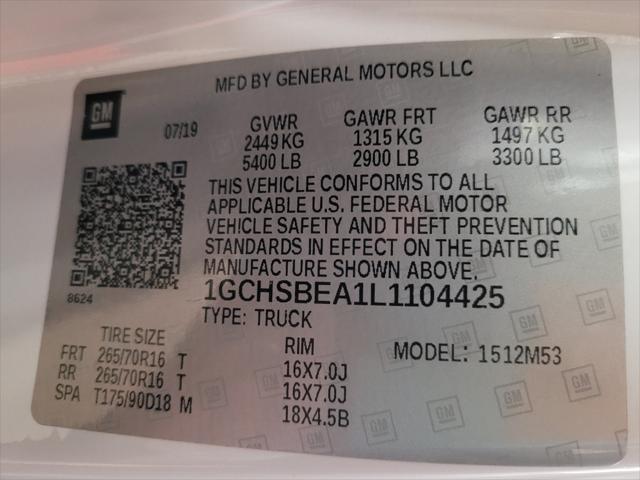 MFD BY GENERAL MOTORS LLC
GM
07/19
GVWR GAWR FRT GAWR RR
2449 KG 1315 KG 1497 KG
5400 LB 2900 LB 3300 LB
THIS VEHICLE CONFORMS TO ALL
APPLICABLE U.S. FEDERAL MOTOR
VEHICLE SAFETY AND THEFT PREVENTION
STANDARDS IN EFFECT ON THE DATE OF
MANUFACTURE SHOWN ABOVE.
8624
1GCHSBEA1L1104425
TYPE: TRUCK
TIRE SIZE RIM MODEL: 1512M53
FRT 265/70R16 T 16X7.0J
RR 265/70R16 T 16X7.0J
SPA T175/90D18 M 18X4.5B